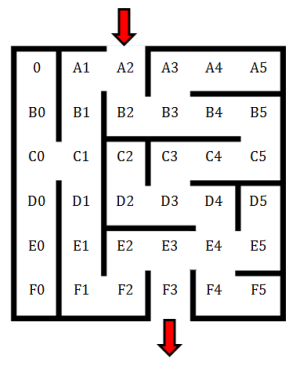 0 A1 A2 A3 A4 A5
B0 B1 B2 B3 B4 B5
C0 C1 C2 C3 C4 C5
D0 D1 D2 D3 D4 D5
E0 E1 E2 E3 E4 E5
F0 F1 F2 F3 F4 F5